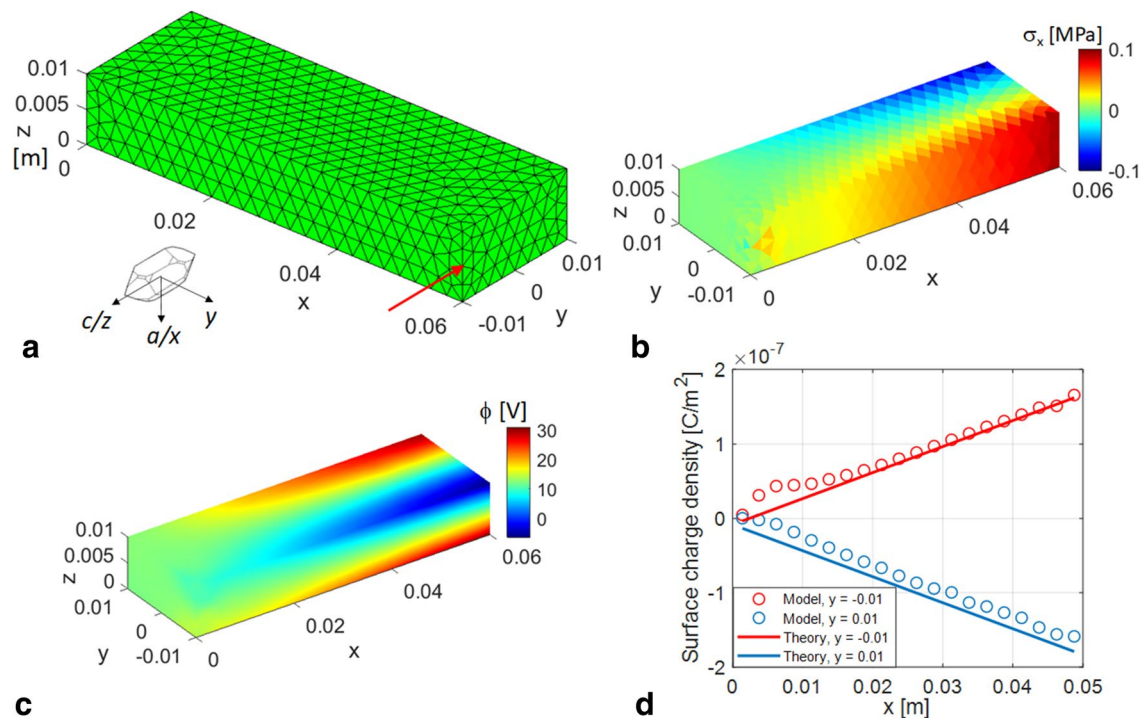 0.01
0.005
z
0
[m]
0
0.02
0.04
x
0.06
-0.01
y
0
0.01
c/z
a/x
y
a
σx [MPa]
0.1
0
-0.1
0.01
0.005
z
0
0.01
0
y
-0.01
0
0.02
x
0.04
0.06
b
ϕ [V]
30
20
10
0
0.01
0.005
z
0
0.01
0
y
-0.01
0
0.02
x
0.04
0.06
c
×10-7
2
1
0
-1
-2
Surface charge density [C/m2]
Model, y = -0.01
Model, y = 0.01
Theory, y = -0.01
Theory, y = 0.01
0
0.01
0.02
0.03
0.04
0.05
x [m]
d